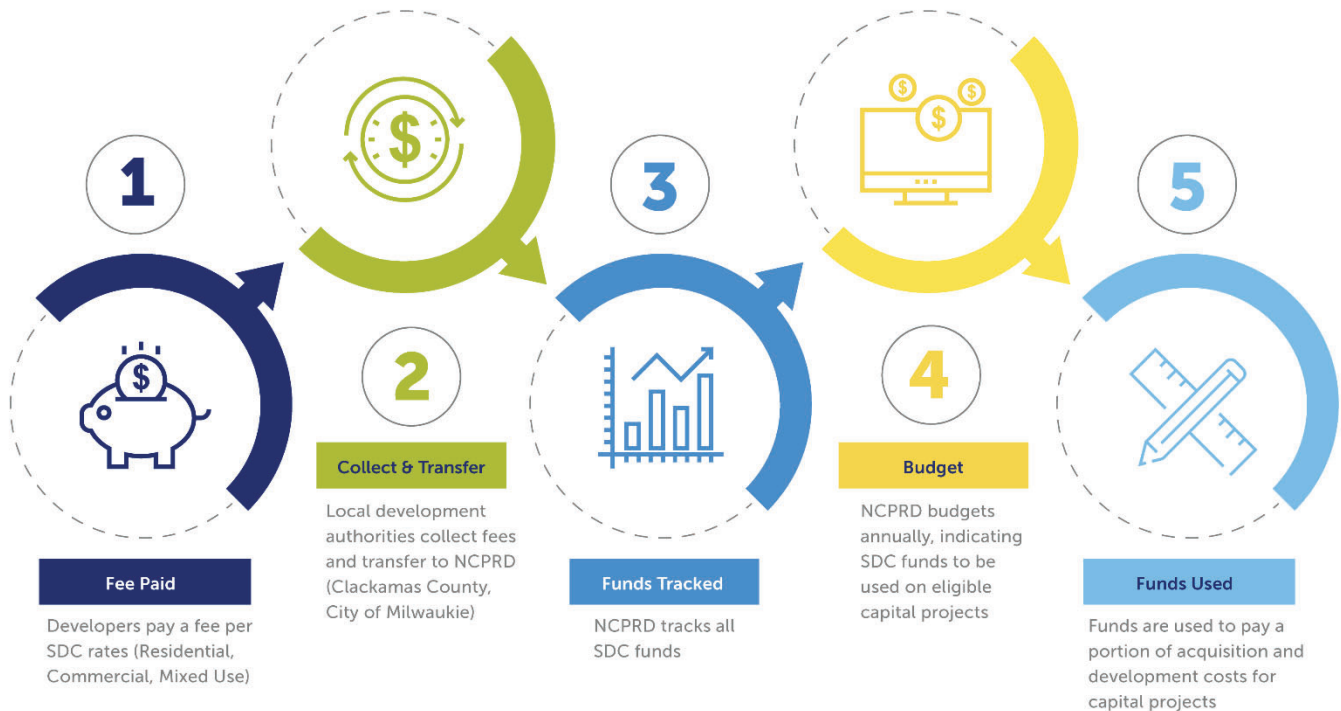 1
Fee Paid
Developers pay a fee per
SDC rates (Residential,
Commercial, Mixed Use)
$
$
2
Collect & Transfer
Local development
authorities collect fees
and transfer to NCPRD
(Clackamas County,
City of Milwaukie)
3
Funds Tracked
NCPRD tracks all
SDC funds
$
$
$
4
Budget
NCPRD budgets
annually, indicating
SDC funds to be
used on eligible
capital projects
5
Funds Used
Funds are used to pay a
portion of acquisition and
development costs for
capital projects